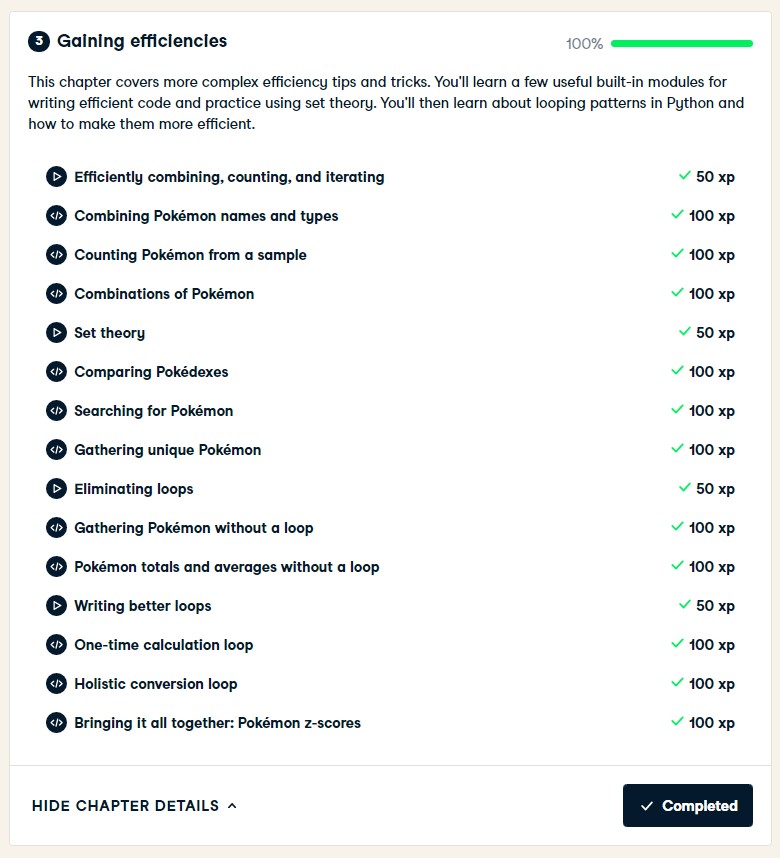 3 Gaining efficiencies 100%
This chapter covers more complex efficiency tips and tricks. You'll learn a few useful built-in modules for
writing efficient code and practice using set theory. You'll then learn about looping patterns in Python and
how to make them more efficient.
Efficiently combining, counting, and iterating 50 xp
Combining Pokémon names and types 100 xp
Counting Pokémon from a sample 100 xp
Combinations of Pokémon 100 xp
Set theory 50 xp
Comparing Pokédexes 100 xp
Searching for Pokémon 100 xp
Gathering unique Pokémon 100 xp
Eliminating loops 50 xp
Gathering Pokémon without a loop 100 xp
Pokémon totals and averages without a loop 100 xp
Writing better loops 50 xp
One-time calculation loop 100 xp
Holistic conversion loop 100 xp
Bringing it all together: Pokémon z-scores 100 xp
HIDE CHAPTER DETAILS Completed